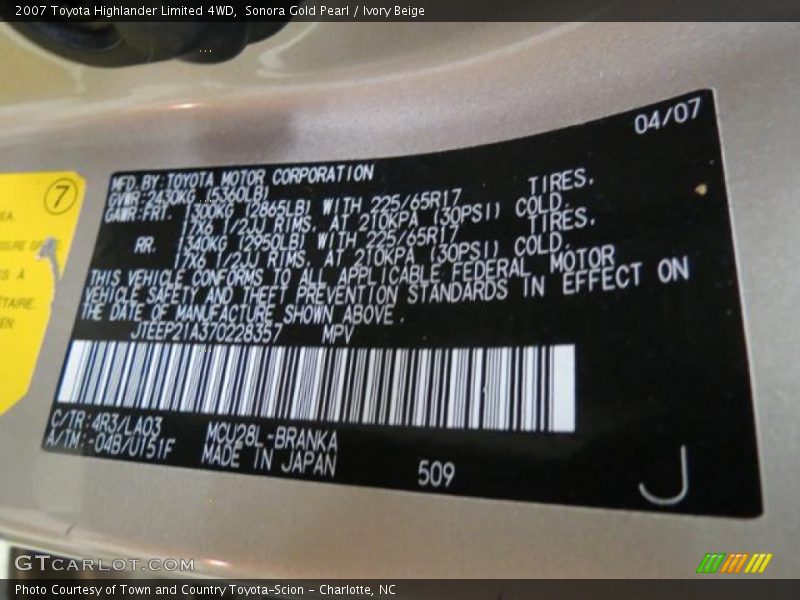 2007 Toyota Highlander Limited 4WD, Sonora Gold Pearl / Ivory Beige
04/07
7
MFD. BY: TOYOTA MOTOR CORPORATION
GVWR: 2430KG (5360LB)
GAWR: FRT. 1300KG (2865LB) WITH 225/65R17 TIRES,
17X6 1/2JJ RIMS, AT 210KPA (30PSI) COLD.
RR. 1340KG (2950LB) WITH 225/65R17 TIRES,
17X6 1/2JJ RIMS, AT 210KPA (30PSI) COLD.
THIS VEHICLE CONFORMS TO ALL APPLICABLE FEDERAL MOTOR
VEHICLE SAFETY AND THEFT PREVENTION STANDARDS IN EFFECT ON
THE DATE OF MANUFACTURE SHOWN ABOVE.
JTEEP21A370228357 MPV
C/TR: 4R3/LA03 MCU28L-BRANKA
A/TM: -04B/U151F MADE IN JAPAN
509
J
GTCARLOT.COM
Photo Courtesy of Town and Country Toyota-Scion - Charlotte, NC